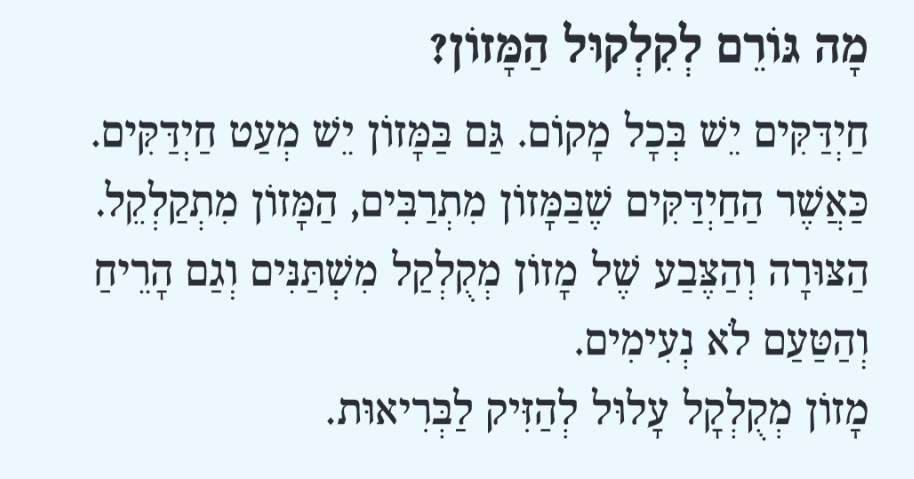 מָה גּוֹרֵם לְקִלְקוּל הַמָּזוֹן?
חַיְדַּקִּים יֵשׁ בְּכָל מָקוֹם. גַּם בַּמָּזוֹן יֵשׁ מְעַט חַיְדַּקִּים.
כַּאֲשֶׁר הַחַיְדַּקִּים שֶׁבַּמָּזוֹן מִתְרַבִּים, הַמָּזוֹן מִתְקַלְקֵל.
הַצּוּרָה וְהַצֶּבַע שֶׁל מָזוֹן מְקֻלְקַל מִשְׁתַּנִּים וְגַם הָרֵיחַ
וְהַטַּעַם לֹא נְעִימִים.
מָזוֹן מְקֻלְקָל עָלוּל לְהַזִּיק לַבְּרִיאוּת.